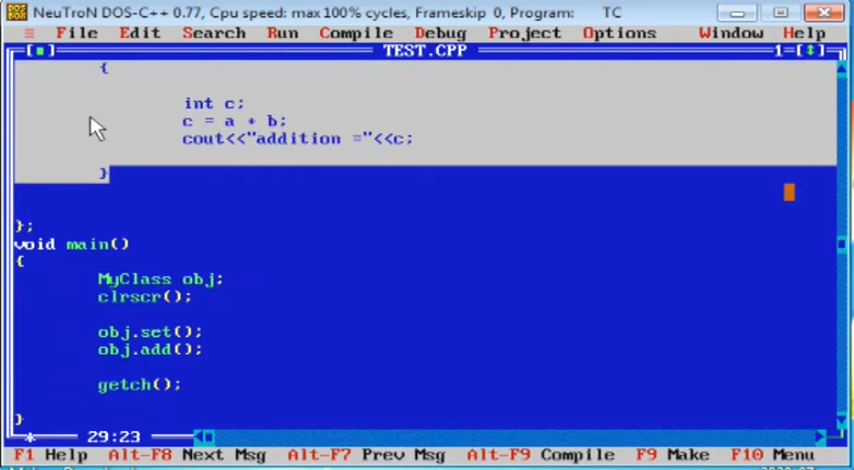 NeuTroN DOS-C++ 0.77, Cpu speed: max 100% cycles, Frameskip 0, Program: TC
≡ File Edit Search Run Compile Debug Project Options Window Help
[■] TEST.CPP 1=[↕]
{
int c;
c = a + b;
cout<<"addition ="<<c;
}
};
void main()
{
MyClass obj;
clrscr();
obj.set();
obj.add();
getch();
}
* 29:23
F1 Help Alt-F8 Next Msg Alt-F7 Prev Msg Alt-F9 Compile F9 Make F10 Menu